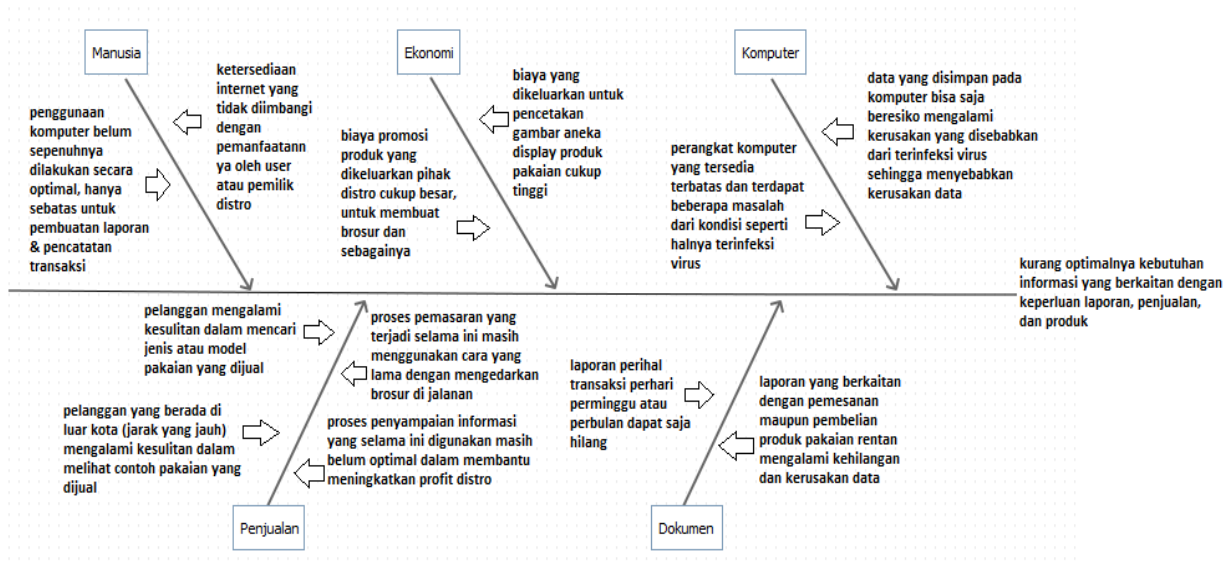 Manusia
Ekonomi
Komputer
penggunaan
komputer belum
sepenuhnya
dilakukan secara
optimal, hanya
sebatas untuk
pembuatan laporan
& pencatatan
transaksi
ketersediaan
internet yang
tidak diimbangi
dengan
pemanfaatann
ya oleh user
atau pemilik
distro
biaya promosi
produk yang
dikeluarkan pihak
distro cukup besar,
untuk membuat
brosur dan
sebagainya
biaya yang
dikeluarkan untuk
pencetakan
gambar aneka
display produk
pakaian cukup
tinggi
perangkat komputer
yang tersedia
terbatas dan terdapat
beberapa masalah
dari kondisi seperti
halnya terinfeksi
virus
data yang disimpan pada
komputer bisa saja
beresiko mengalami
kerusakan yang disebabkan
dari terinfeksi virus
sehingga menyebabkan
kerusakan data
kurang optimalnya kebutuhan
informasi yang berkaitan dengan
keperluan laporan, penjualan,
dan produk
pelanggan mengalami
kesulitan dalam mencari
jenis atau model
pakaian yang dijual
proses pemasaran yang
terjadi selama ini masih
menggunakan cara yang
lama dengan mengedarkan
brosur di jalanan
pelanggan yang berada di
luar kota (jarak yang jauh)
mengalami kesulitan dalam
melihat contoh pakaian yang
dijual
proses penyampaian informasi
yang selama ini digunakan masih
belum optimal dalam membantu
meningkatkan profit distro
laporan perihal
transaksi perhari
perminggu atau
perbulan dapat saja
hilang
laporan yang berkaitan
dengan pemesanan
maupun pembelian
produk pakaian rentan
mengalami kehilangan
dan kerusakan data
Penjualan
Dokumen